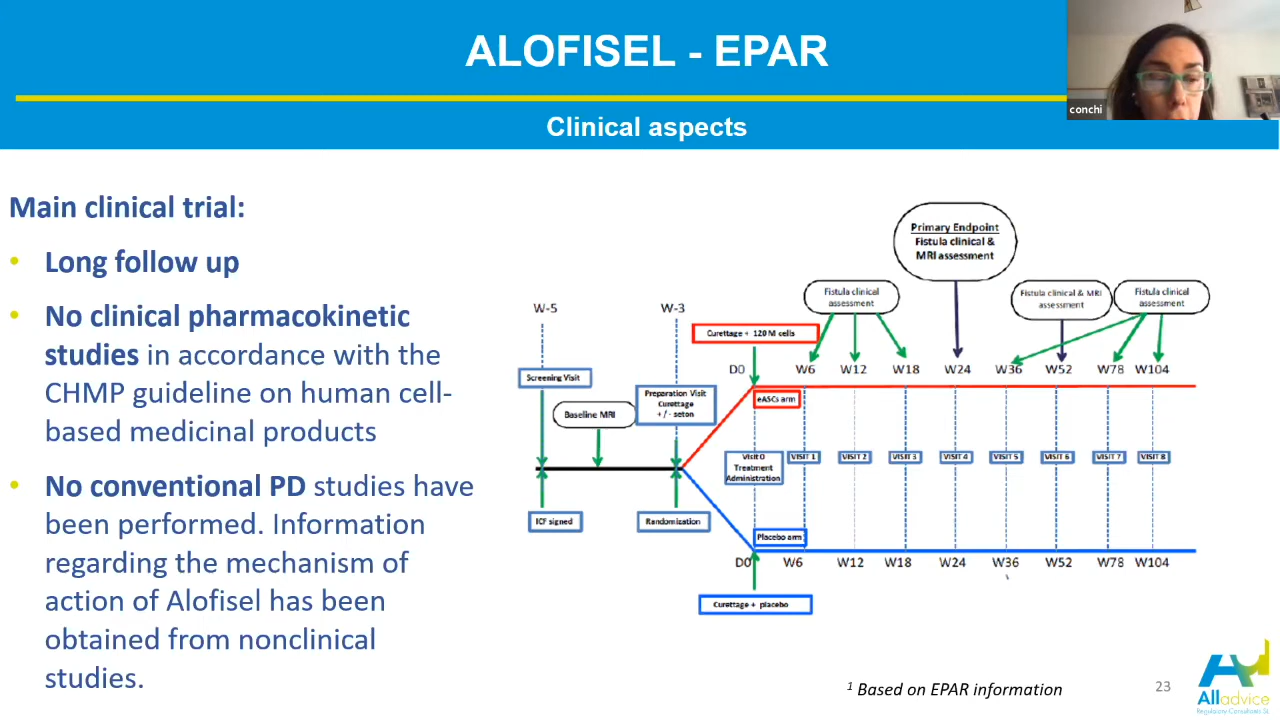 ALOFISEL - EPAR
conchi
Clinical aspects
Main clinical trial:
• Long follow up
• No clinical pharmacokinetic
studies in accordance with the
CHMP guideline on human cell-
based medicinal products
• No conventional PD studies have
been performed. Information
regarding the mechanism of
action of Alofisel has been
obtained from nonclinical
studies.
Primary Endpoint
Fistula clinical &
MRI assessment
Fistula clinical
assessment
Fistula clinical & MRI
assessment
Fistula clinical
assessment
W-5
W-3
Curettage + 120 M cells
D0
W6
W12
W18
W24
W36
W52
W78
W104
Screening Visit
Baseline MRI
Preparation Visit
Curettage
+ / - seton
eASCs arm
Visit 0
Treatment
Administration
VISIT 1
VISIT 2
VISIT 3
VISIT 4
VISIT 5
VISIT 6
VISIT 7
VISIT 8
ICF signed
Randomization
Placebo arm
D0
W6
W12
W18
W24
W36
W52
W78
W104
Curettage + placebo
1 Based on EPAR information
23
Alladvice
Regulatory Consultants SL